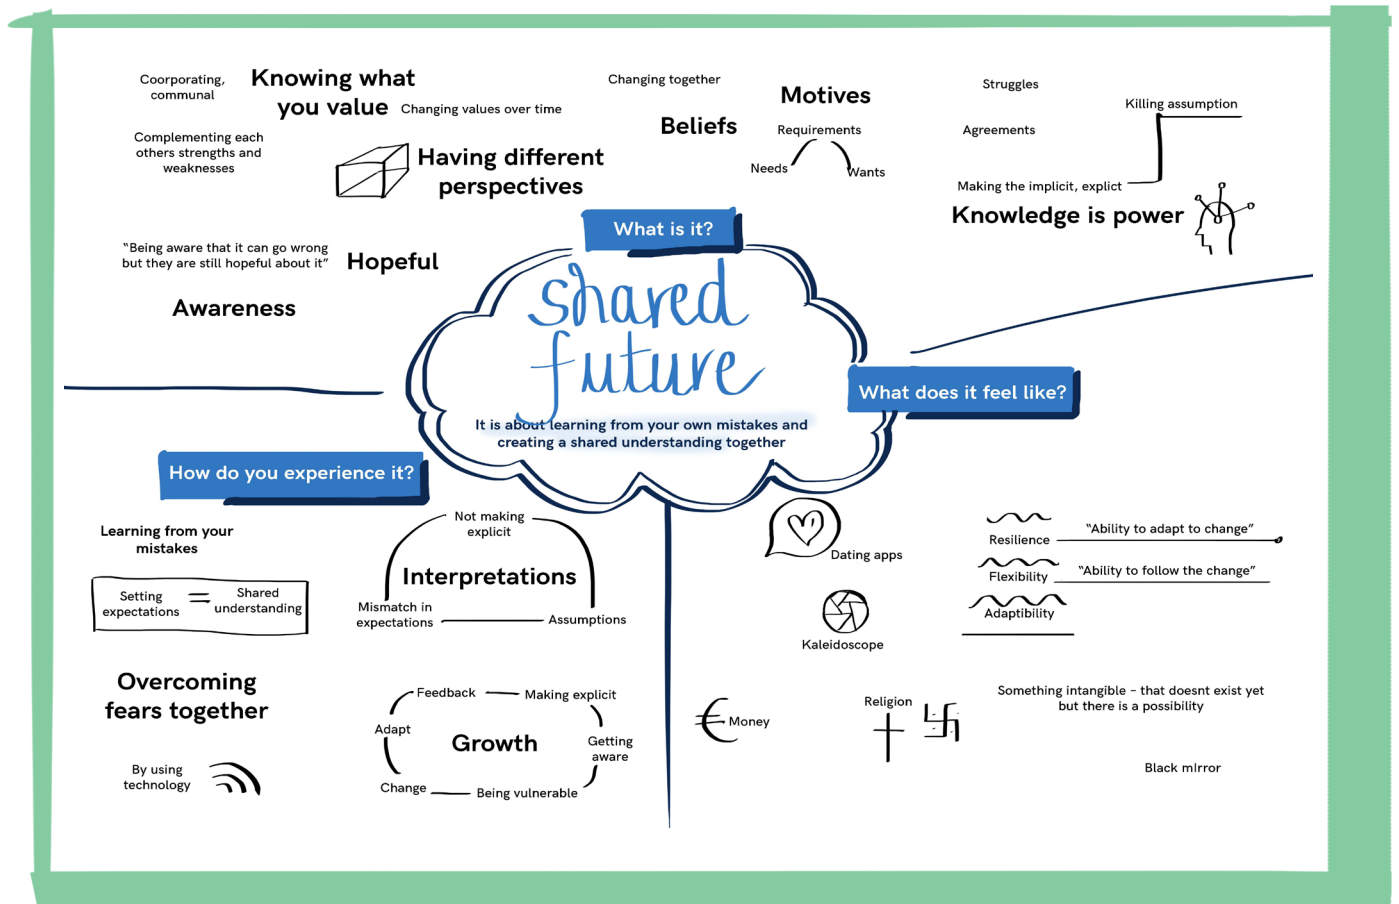 Coorporating,
communal
Knowing what
you value
Changing values over time
Complementing each
others strengths and
weaknesses
Having different
perspectives
"Being aware that it can go wrong
but they are still hopeful about it"
Hopeful
Awareness
Changing together
Beliefs
Motives
Requirements
Needs
Wants
Struggles
Agreements
Killing assumption
Making the implicit, explict
Knowledge is power
What is it?
shared
future
It is about learning from your own mistakes and
creating a shared understanding together
What does it feel like?
How do you experience it?
Learning from your
mistakes
Setting
expectations
=
Shared
understanding
Overcoming
fears together
By using
technology
Not making
explicit
Interpretations
Mismatch in
expectations
Assumptions
Feedback
Making explicit
Adapt
Growth
Getting
aware
Change
Being vulnerable
Dating apps
Kaleidoscope
€
Money
Religion
Resilience
"Ability to adapt to change"
Flexibility
"Ability to follow the change"
Adaptibility
Something intangible - that doesnt exist yet
but there is a possibility
Black mIrror